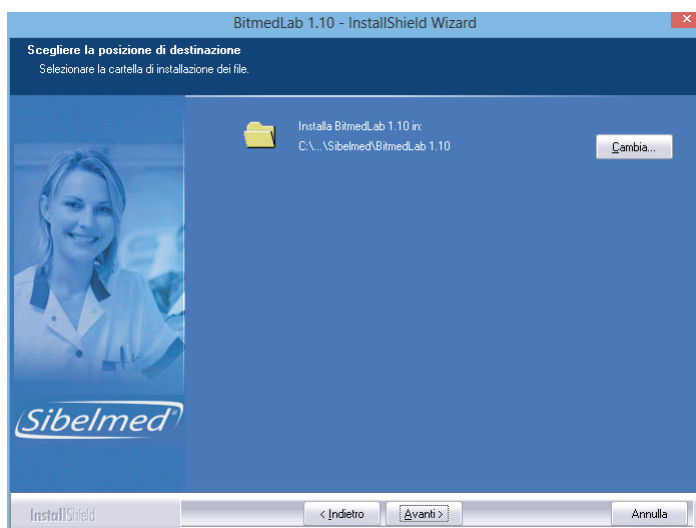 BitmedLab 1.10 - InstallShield Wizard
Scegliere la posizione di destinazione
Selezionare la cartella di installazione dei file.
Installa BitmedLab 1.10 in:
C:\...\Sibelmed\BitmedLab 1.10
Cambia...
Sibelmed®
InstallShield
< Indietro
Avanti >
Annulla